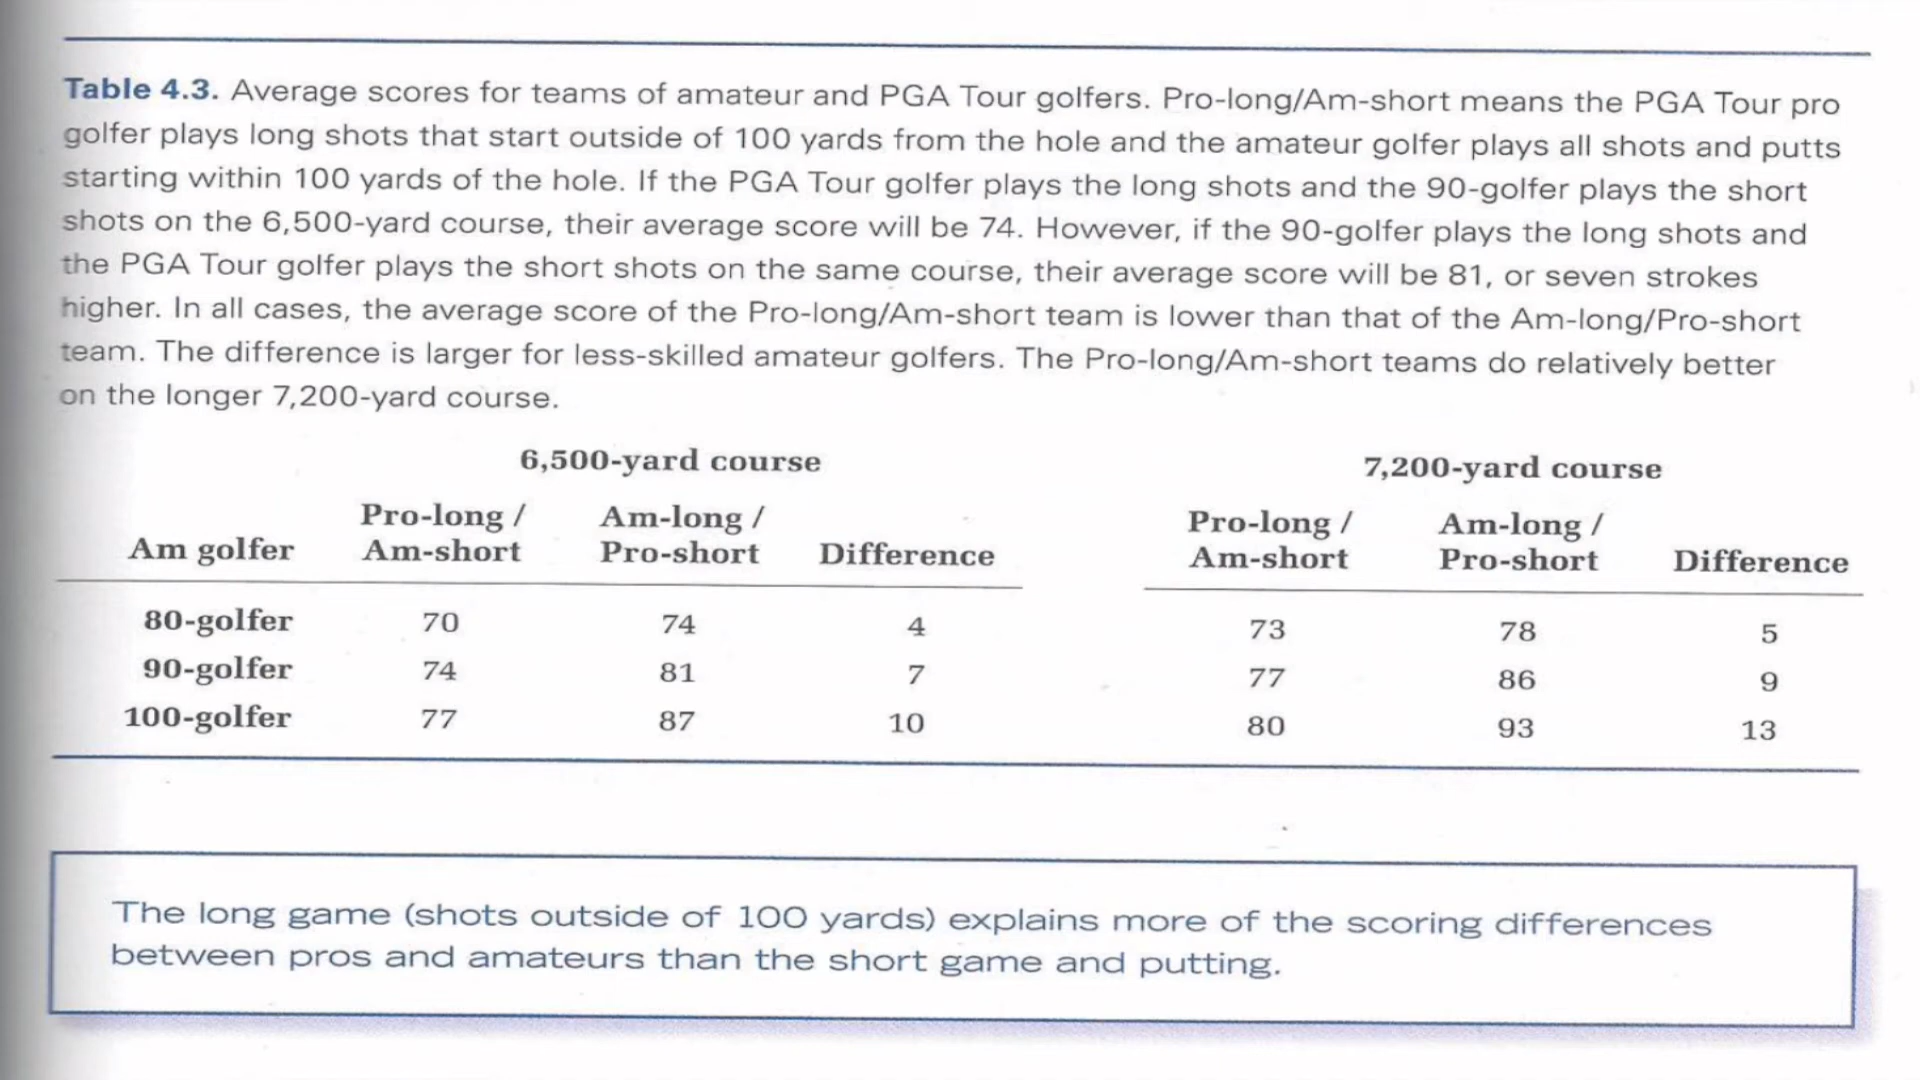 Table 4.3. Average scores for teams of amateur and PGA Tour golfers. Pro-long/Am-short means the PGA Tour pro
golfer plays long shots that start outside of 100 yards from the hole and the amateur golfer plays all shots and putts
starting within 100 yards of the hole. If the PGA Tour golfer plays the long shots and the 90-golfer plays the short
shots on the 6,500-yard course, their average score will be 74. However, if the 90-golfer plays the long shots and
the PGA Tour golfer plays the short shots on the same course, their average score will be 81, or seven strokes
higher. In all cases, the average score of the Pro-long/Am-short team is lower than that of the Am-long/Pro-short
team. The difference is larger for less-skilled amateur golfers. The Pro-long/Am-short teams do relatively better
on the longer 7,200-yard course.
6,500-yard course 7,200-yard course
Pro-long / Am-long / Pro-long / Am-long /
Am golfer Am-short Pro-short Difference Am-short Pro-short Difference
80-golfer 70 74 4 73 78 5
90-golfer 74 81 7 77 86 9
100-golfer 77 87 10 80 93 13
The long game (shots outside of 100 yards) explains more of the scoring differences
between pros and amateurs than the short game and putting.